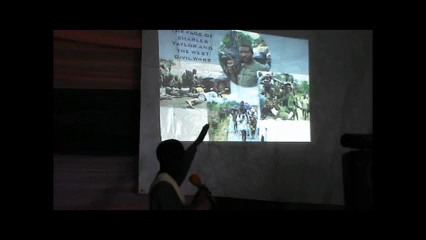 THE FACE OF
CHARLES
TAYLOR AND
THE WEST
CIVIL WARS